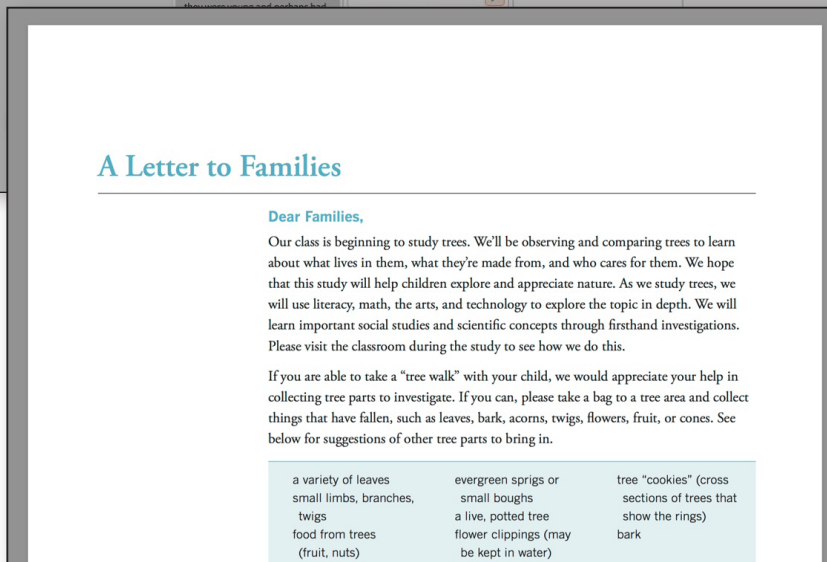 they were young and perhaps had
A Letter to Families
Dear Families,
Our class is beginning to study trees. We'll be observing and comparing trees to learn
about what lives in them, what they're made from, and who cares for them. We hope
that this study will help children explore and appreciate nature. As we study trees, we
will use literacy, math, the arts, and technology to explore the topic in depth. We will
learn important social studies and scientific concepts through firsthand investigations.
Please visit the classroom during the study to see how we do this.
If you are able to take a “tree walk” with your child, we would appreciate your help in
collecting tree parts to investigate. If you can, please take a bag to a tree area and collect
things that have fallen, such as leaves, bark, acorns, twigs, flowers, fruit, or cones. See
below for suggestions of other tree parts to bring in.
a variety of leaves
small limbs, branches,
twigs
food from trees
(fruit, nuts)
evergreen sprigs or
small boughs
a live, potted tree
flower clippings (may
be kept in water)
tree “cookies” (cross
sections of trees that
show the rings)
bark